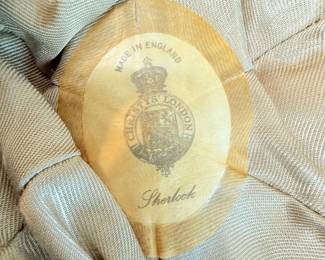 MADE IN ENGLAND
CHRISTYS' LONDON
Sherlock